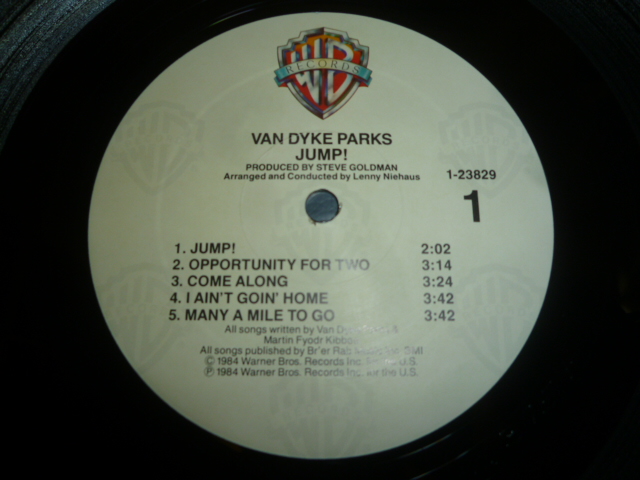 WB
RECORDS
VAN DYKE PARKS
JUMP!
PRODUCED BY STEVE GOLDMAN
Arranged and Conducted by Lenny Niehaus
1-23829
1
1. JUMP! 2:02
2. OPPORTUNITY FOR TWO 3:14
3. COME ALONG 3:24
4. I AIN'T GOIN' HOME 3:42
5. MANY A MILE TO GO 3:42
All songs written by Van &
Martin Fyodr
All songs published by Br'er
© 1984 Warner Bros. Records Inc. for the U.S.
℗ 1984 Warner Bros. Records Inc. for the U.S.